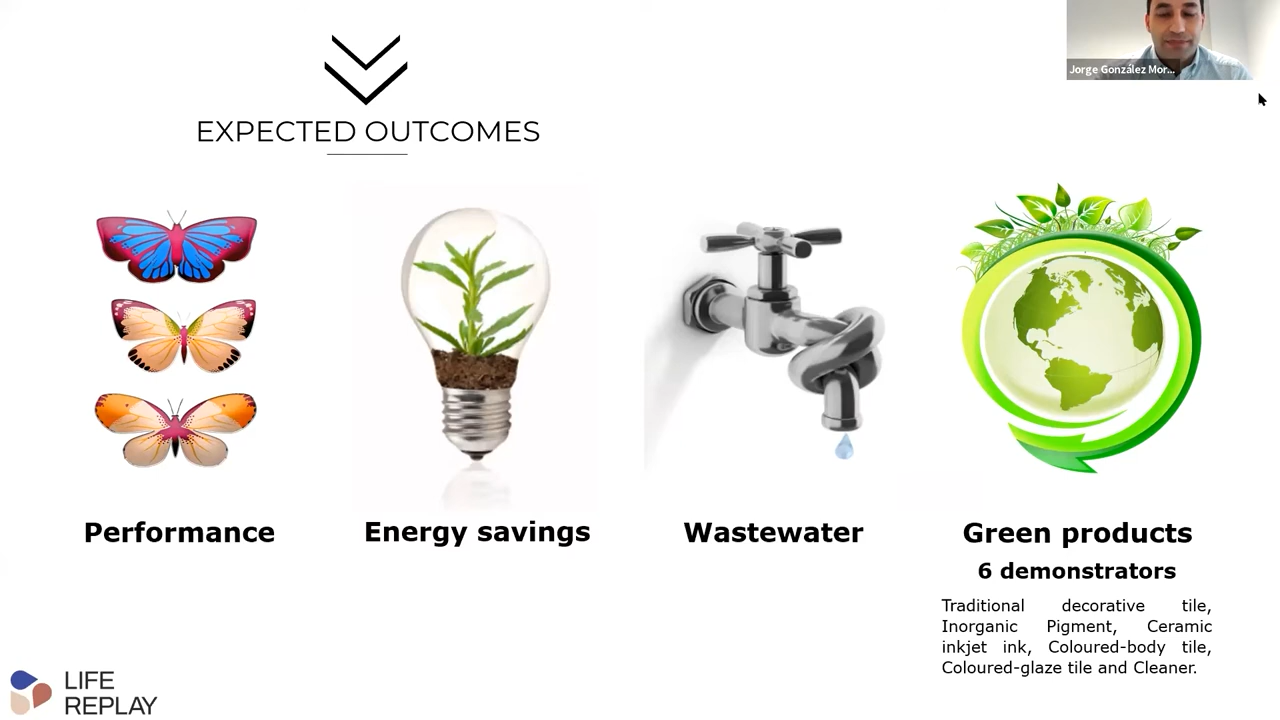 Jorge González Mor...
EXPECTED OUTCOMES
Performance
Energy savings
Wastewater
Green products
6 demonstrators
Traditional decorative tile,
Inorganic Pigment, Ceramic
inkjet ink, Coloured-body tile,
Coloured-glaze tile and Cleaner.
LIFE
REPLAY